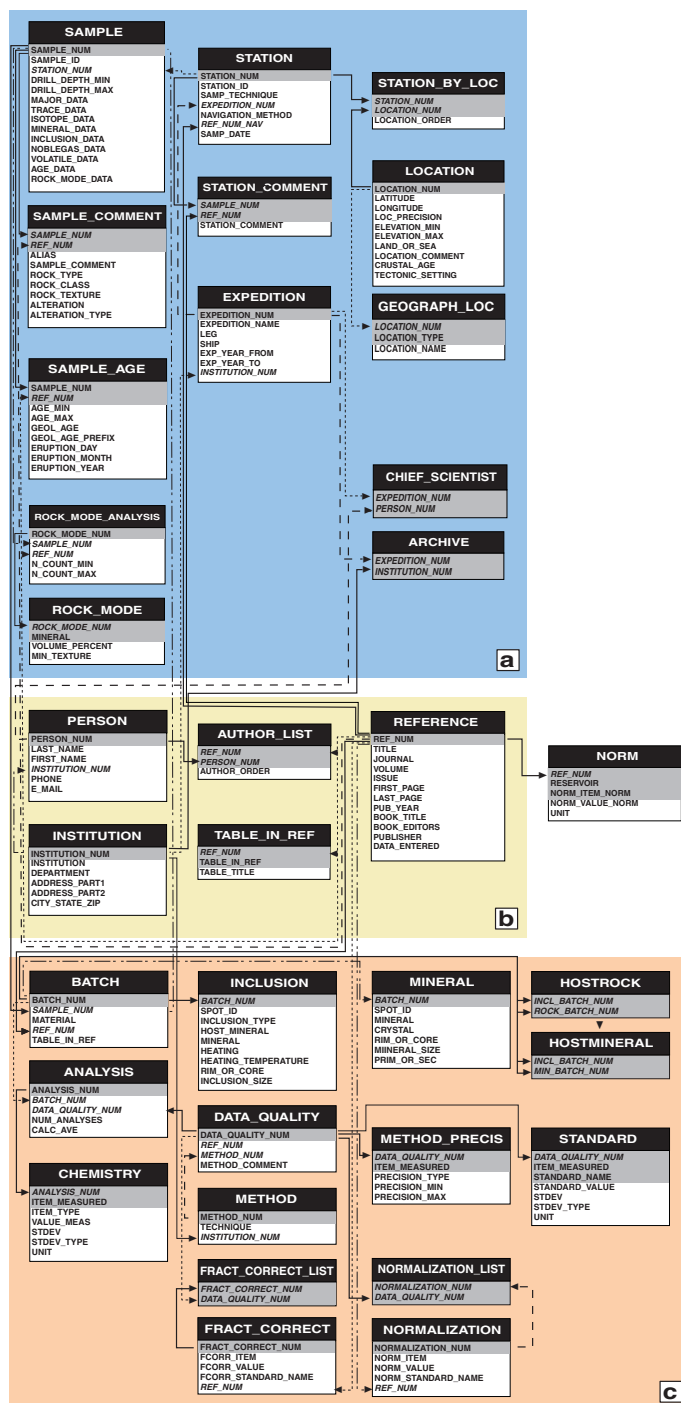 SAMPLE
SAMPLE_NUM
SAMPLE_ID
STATION_NUM
DRILL_DEPTH_MIN
DRILL_DEPTH_MAX
MAJOR_DATA
TRACE_DATA
ISOTOPE_DATA
MINERAL_DATA
INCLUSION_DATA
NOBLEGAS_DATA
VOLATILE_DATA
AGE_DATA
ROCK_MODE_DATA
SAMPLE_COMMENT
SAMPLE_NUM
REF_NUM
ALIAS
SAMPLE_COMMENT
ROCK_TYPE
ROCK_CLASS
ROCK_TEXTURE
ALTERATION
ALTERATION_TYPE
SAMPLE_AGE
SAMPLE_NUM
REF_NUM
AGE_MIN
AGE_MAX
GEOL_AGE
GEOL_AGE_PREFIX
ERUPTION_DAY
ERUPTION_MONTH
ERUPTION_YEAR
ROCK_MODE_ANALYSIS
ROCK_MODE_NUM
SAMPLE_NUM
REF_NUM
N_COUNT_MIN
N_COUNT_MAX
ROCK_MODE
ROCK_MODE_NUM
MINERAL
VOLUME_PERCENT
MIN_TEXTURE
STATION
STATION_NUM
STATION_ID
SAMP_TECHNIQUE
EXPEDITION_NUM
NAVIGATION_METHOD
REF_NUM_NAV
SAMP_DATE
STATION_COMMENT
SAMPLE_NUM
REF_NUM
STATION_COMMENT
EXPEDITION
EXPEDITION_NUM
EXPEDITION_NAME
LEG
SHIP
EXP_YEAR_FROM
EXP_YEAR_TO
INSTITUTION_NUM
STATION_BY_LOC
STATION_NUM
LOCATION_NUM
LOCATION_ORDER
LOCATION
LOCATION_NUM
LATITUDE
LONGITUDE
LOC_PRECISION
ELEVATION_MIN
ELEVATION_MAX
LAND_OR_SEA
LOCATION_COMMENT
CRUSTAL_AGE
TECTONIC_SETTING
GEOGRAPH_LOC
LOCATION_NUM
LOCATION_TYPE
LOCATION_NAME
CHIEF_SCIENTIST
EXPEDITION_NUM
PERSON_NUM
ARCHIVE
EXPEDITION_NUM
INSTITUTION_NUM
a
PERSON
PERSON_NUM
LAST_NAME
FIRST_NAME
INSTITUTION_NUM
PHONE
E_MAIL
INSTITUTION
INSTITUTION_NUM
INSTITUTION
DEPARTMENT
ADDRESS_PART1
ADDRESS_PART2
CITY_STATE_ZIP
AUTHOR_LIST
REF_NUM
PERSON_NUM
AUTHOR_ORDER
TABLE_IN_REF
REF_NUM
TABLE_IN_REF
TABLE_TITLE
REFERENCE
REF_NUM
TITLE
JOURNAL
VOLUME
ISSUE
FIRST_PAGE
LAST_PAGE
PUB_YEAR
BOOK_TITLE
BOOK_EDITORS
PUBLISHER
DATA_ENTERED
NORM
REF_NUM
RESERVOIR
NORM_ITEM_NORM
NORM_VALUE_NORM
UNIT
b
BATCH
BATCH_NUM
SAMPLE_NUM
MATERIAL
REF_NUM
TABLE_IN_REF
ANALYSIS
ANALYSIS_NUM
BATCH_NUM
DATA_QUALITY_NUM
NUM_ANALYSES
CALC_AVE
CHEMISTRY
ANALYSIS_NUM
ITEM_MEASURED
ITEM_TYPE
VALUE_MEAS
STDEV
STDEV_TYPE
UNIT
INCLUSION
BATCH_NUM
SPOT_ID
INCLUSION_TYPE
HOST_MINERAL
MINERAL
HEATING
HEATING_TEMPERATURE
RIM_OR_CORE
INCLUSION_SIZE
DATA_QUALITY
DATA_QUALITY_NUM
REF_NUM
METHOD_NUM
METHOD_COMMENT
METHOD
METHOD_NUM
TECHNIQUE
INSTITUTION_NUM
FRACT_CORRECT_LIST
FRACT_CORRECT_NUM
DATA_QUALITY_NUM
FRACT_CORRECT
FRACT_CORRECT_NUM
FCORR_ITEM
FCORR_VALUE
FCORR_STANDARD_NAME
REF_NUM
MINERAL
BATCH_NUM
SPOT_ID
MINERAL
CRYSTAL
RIM_OR_CORE
MIINERAL_SIZE
PRIM_OR_SEC
METHOD_PRECIS
DATA_QUALITY_NUM
ITEM_MEASURED
PRECISION_TYPE
PRECISION_MIN
PRECISION_MAX
NORMALIZATION_LIST
NORMALIZATION_NUM
DATA_QUALITY_NUM
NORMALIZATION
NORMALIZATION_NUM
NORM_ITEM
NORM_VALUE
NORM_STANDARD_NAME
REF_NUM
HOSTROCK
INCL_BATCH_NUM
ROCK_BATCH_NUM
HOSTMINERAL
INCL_BATCH_NUM
MIN_BATCH_NUM
STANDARD
DATA_QUALITY_NUM
ITEM_MEASURED
STANDARD_NAME
STANDARD_VALUE
STDEV
STDEV_TYPE
UNIT
c